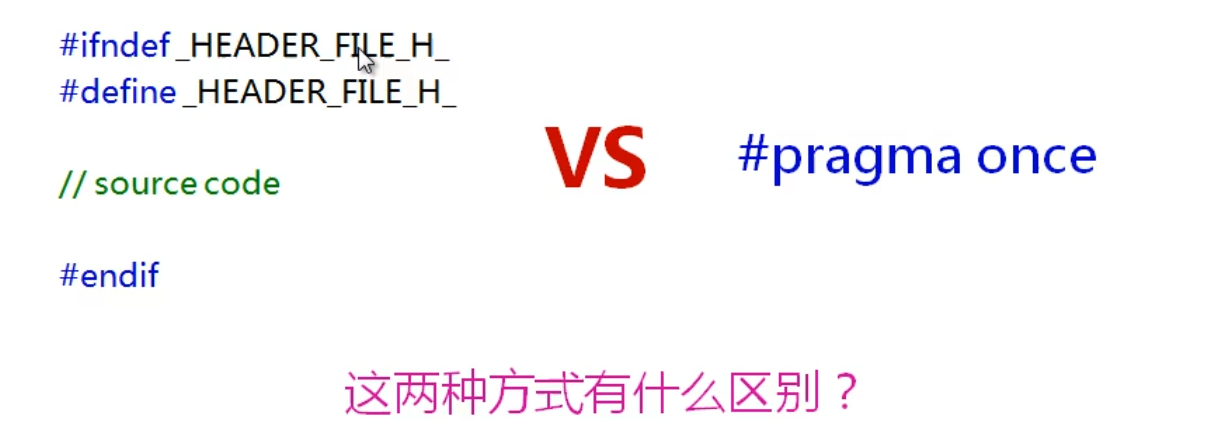 #ifndef _HEADER_FILE_H_
#define _HEADER_FILE_H_
// source code
#endif
VS
#pragma once
这两种方式有什么区别？